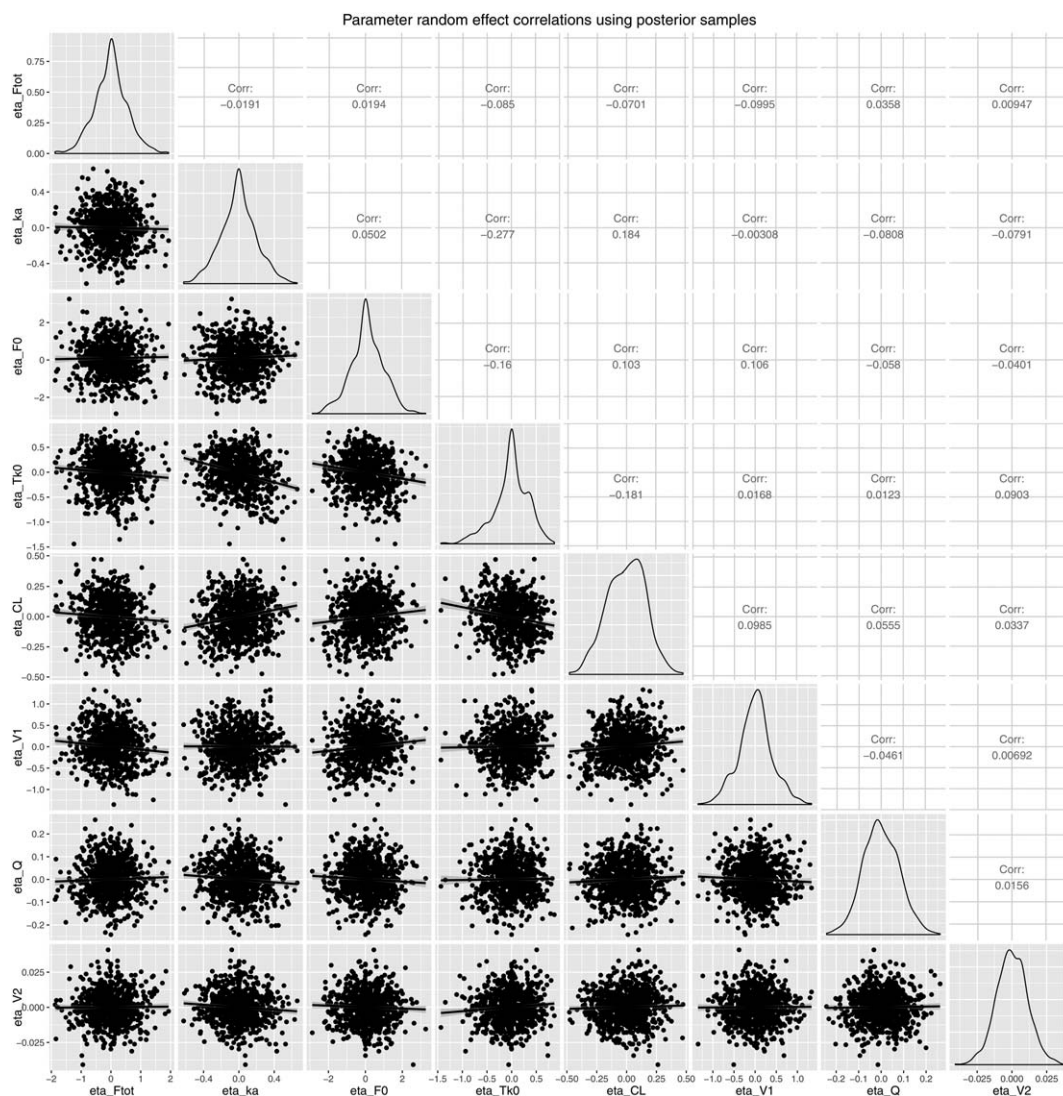 Parameter random effect correlations using posterior samples
eta_Ftot
0.75
0.50
0.25
0.00
Corr:
−0.0191
Corr:
0.0194
Corr:
−0.085
Corr:
−0.0701
Corr:
−0.0995
Corr:
0.0358
Corr:
0.00947
eta_ka
0.4
0.0
−0.4
Corr:
0.0502
Corr:
−0.277
Corr:
0.184
Corr:
−0.00308
Corr:
−0.0808
Corr:
−0.0791
eta_F0
2
0
−2
Corr:
−0.16
Corr:
0.103
Corr:
0.106
Corr:
−0.058
Corr:
−0.0401
eta_Tk0
0.5
0.0
−0.5
−1.0
−1.5
Corr:
−0.181
Corr:
0.0168
Corr:
0.0123
Corr:
0.0903
eta_CL
0.50
0.25
0.00
−0.25
−0.50
Corr:
0.0985
Corr:
0.0555
Corr:
0.0337
eta_V1
1.0
0.5
0.0
−0.5
−1.0
Corr:
−0.0461
Corr:
0.00692
eta_Q
0.2
0.1
0.0
−0.1
−0.2
Corr:
0.0156
eta_V2
0.025
0.000
−0.025
−2 −1 0 1 2
−0.4 0.0 0.4
−2 0 2
−1.5 −1.0 −0.5 0.0 0.5
−0.50 −0.25 0.00 0.25 0.50
−1.0 −0.5 0.0 0.5 1.0
−0.2 −0.1 0.0 0.1 0.2
−0.025 0.000 0.025
eta_Ftot eta_ka eta_F0 eta_Tk0 eta_CL eta_V1 eta_Q eta_V2